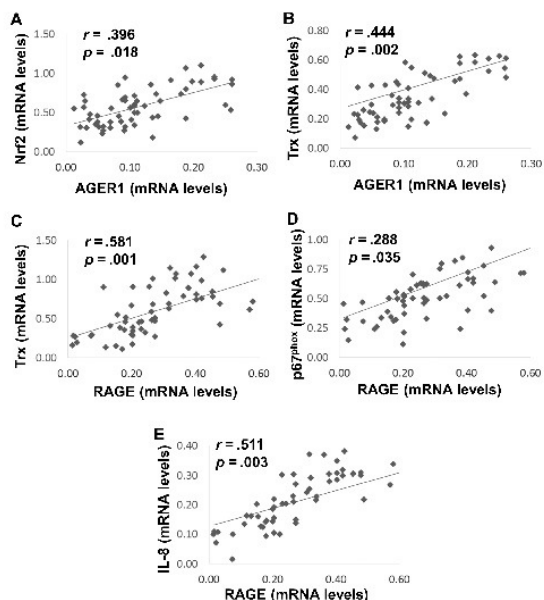 A
r = .396
p = .018
Nrf2 (mRNA levels)
1.50
1.00
0.50
0.00
0.00 0.10 0.20 0.30
AGER1 (mRNA levels)
B
r = .444
p = .002
Trx (mRNA levels)
0.80
0.60
0.40
0.20
0.00
0.00 0.10 0.20 0.30
AGER1 (mRNA levels)
C
r = .581
p = .001
Trx (mRNA levels)
1.50
1.00
0.50
0.00
0.00 0.20 0.40 0.60
RAGE (mRNA levels)
D
r = .288
p = .035
p67phox (mRNA levels)
1.00
0.75
0.50
0.25
0.00
0.00 0.20 0.40 0.60
RAGE (mRNA levels)
E
r = .511
p = .003
IL-8 (mRNA levels)
0.40
0.30
0.20
0.10
0.00
0.00 0.20 0.40 0.60
RAGE (mRNA levels)